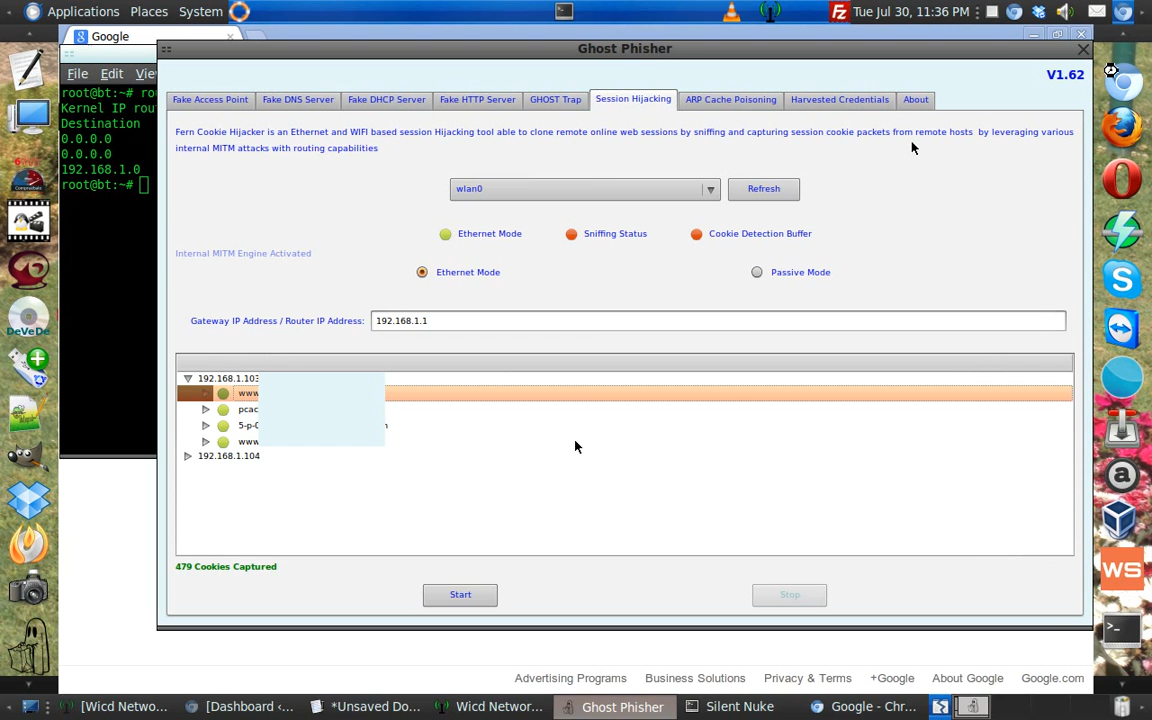 Applications Places System Tue Jul 30, 11:36 PM
Google
Ghost Phisher
File Edit Vie
V1.62
Fake Access Point Fake DNS Server Fake DHCP Server Fake HTTP Server GHOST Trap Session Hijacking ARP Cache Poisoning Harvested Credentials About
root@bt:~# ro
Kernel IP rou
Destination
0.0.0.0
0.0.0.0
192.168.1.0
root@bt:~#
Fern Cookie Hijacker is an Ethernet and WIFI based session Hijacking tool able to clone remote online web sessions by sniffing and capturing session cookie packets from remote hosts by leveraging various
internal MITM attacks with routing capabilities
wlan0 Refresh
Ethernet Mode Sniffing Status Cookie Detection Buffer
Internal MITM Engine Activated
Ethernet Mode Passive Mode
Gateway IP Address / Router IP Address: 192.168.1.1
192.168.1.103
www
pcac
5-p-
www
192.168.1.104
479 Cookies Captured
Start Stop
DeVeDe
WS
Advertising Programs Business Solutions Privacy & Terms +Google About Google Google.com
[Wicd Netwo... [Dashboard ‹... *Unsaved Do... Wicd Networ... Ghost Phisher Silent Nuke Google - Chr...